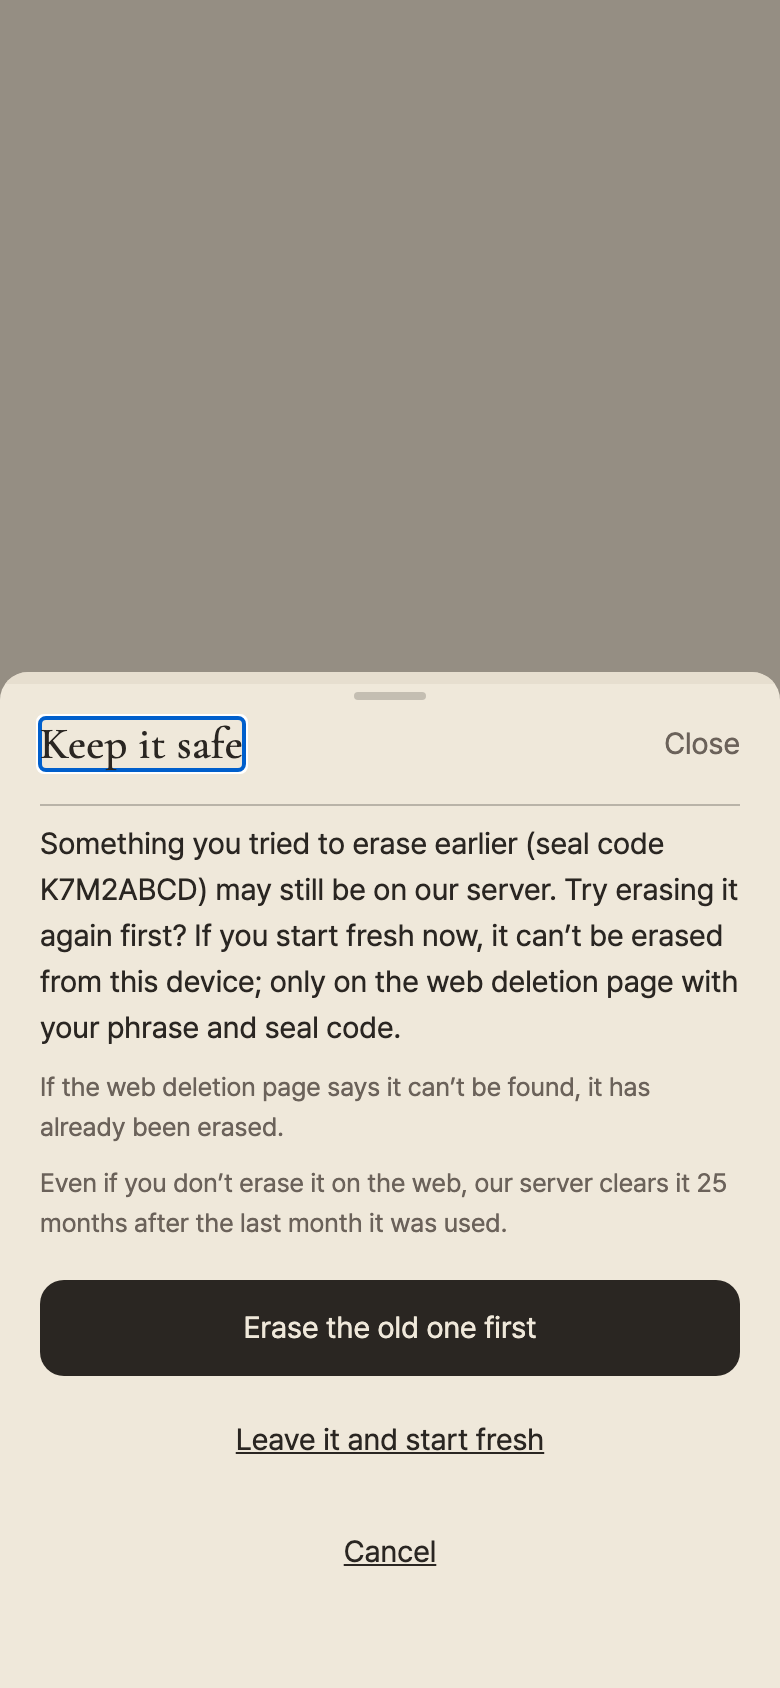 Keep it safe
Close
Something you tried to erase earlier (seal code
K7M2ABCD) may still be on our server. Try erasing it
again first? If you start fresh now, it can’t be erased
from this device; only on the web deletion page with
your phrase and seal code.
If the web deletion page says it can’t be found, it has
already been erased.
Even if you don’t erase it on the web, our server clears it 25
months after the last month it was used.
Erase the old one first
Leave it and start fresh
Cancel